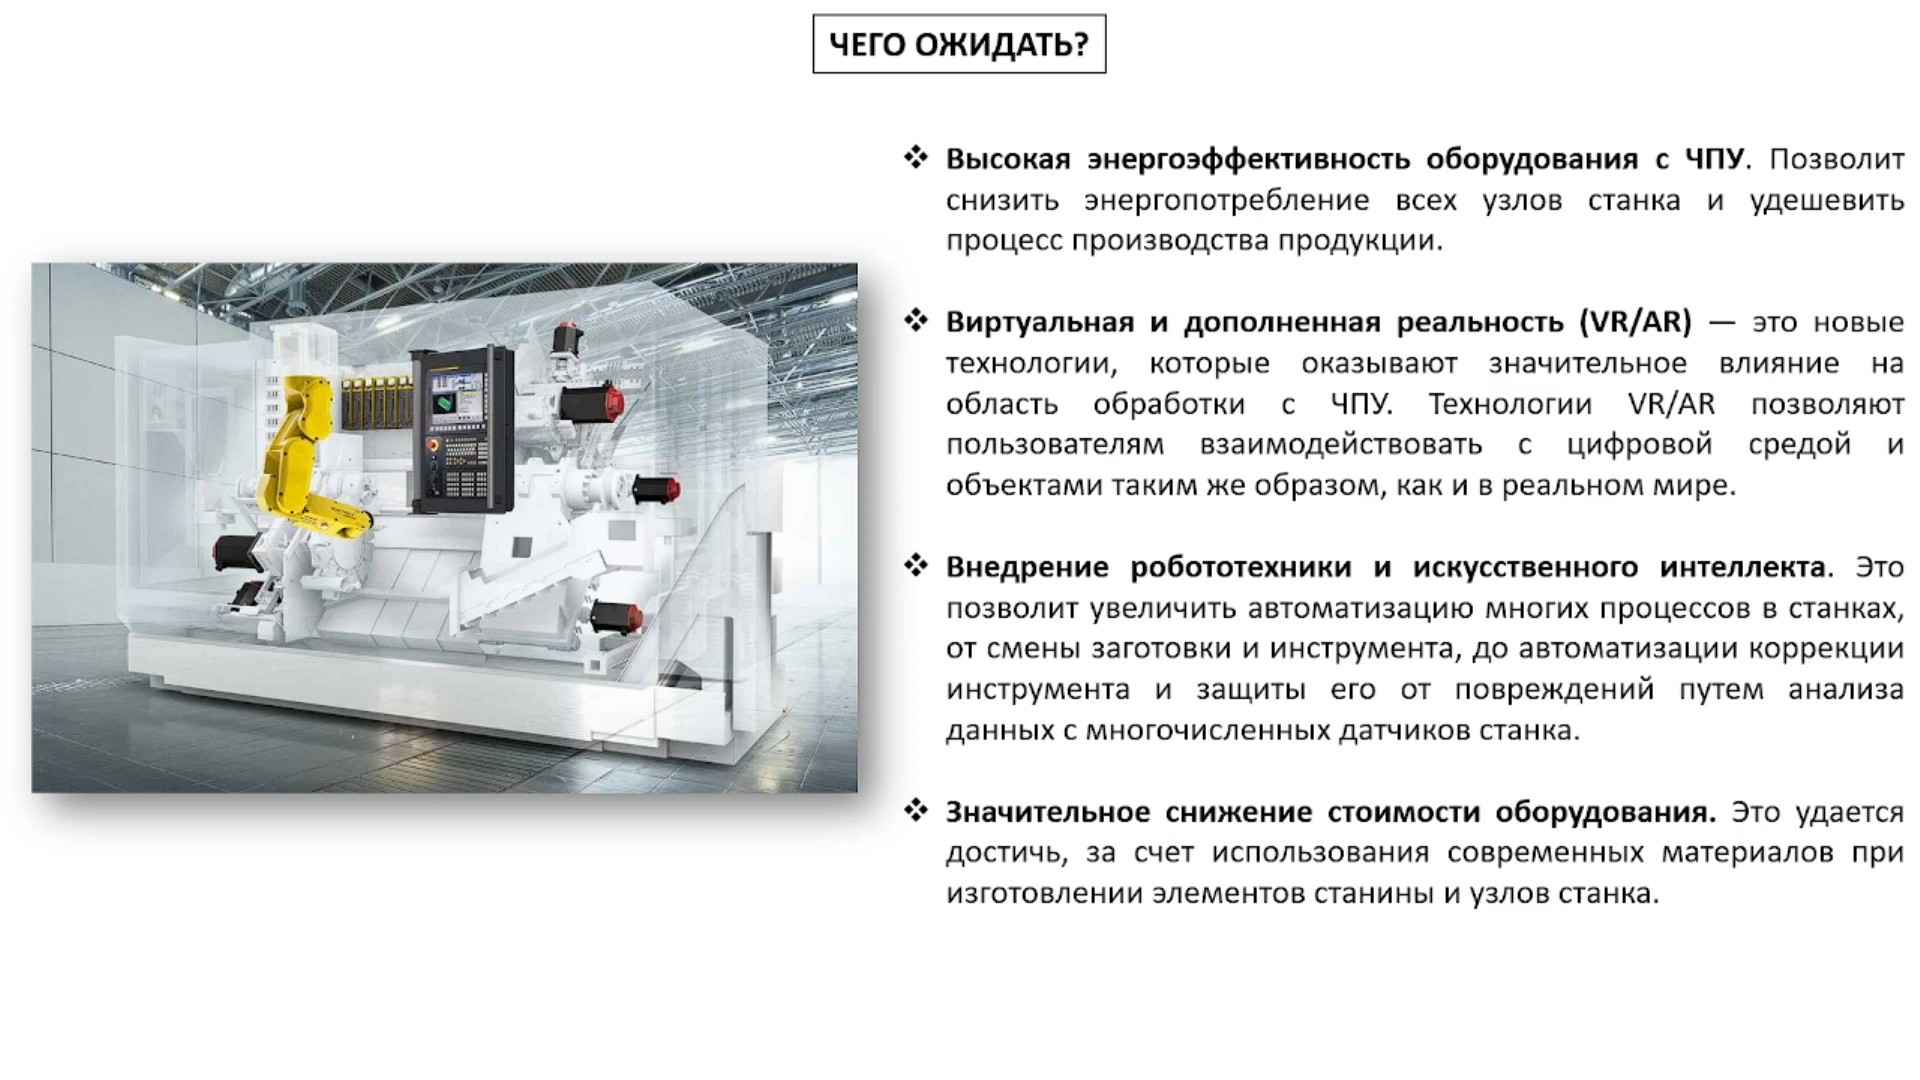 ЧЕГО ОЖИДАТЬ?
❖ Высокая энергоэффективность оборудования с ЧПУ. Позволит
снизить энергопотребление всех узлов станка и удешевить
процесс производства продукции.
❖ Виртуальная и дополненная реальность (VR/AR) — это новые
технологии, которые оказывают значительное влияние на
область обработки с ЧПУ. Технологии VR/AR позволяют
пользователям взаимодействовать с цифровой средой и
объектами таким же образом, как и в реальном мире.
❖ Внедрение робототехники и искусственного интеллекта. Это
позволит увеличить автоматизацию многих процессов в станках,
от смены заготовки и инструмента, до автоматизации коррекции
инструмента и защиты его от повреждений путем анализа
данных с многочисленных датчиков станка.
❖ Значительное снижение стоимости оборудования. Это удается
достичь, за счет использования современных материалов при
изготовлении элементов станины и узлов станка.